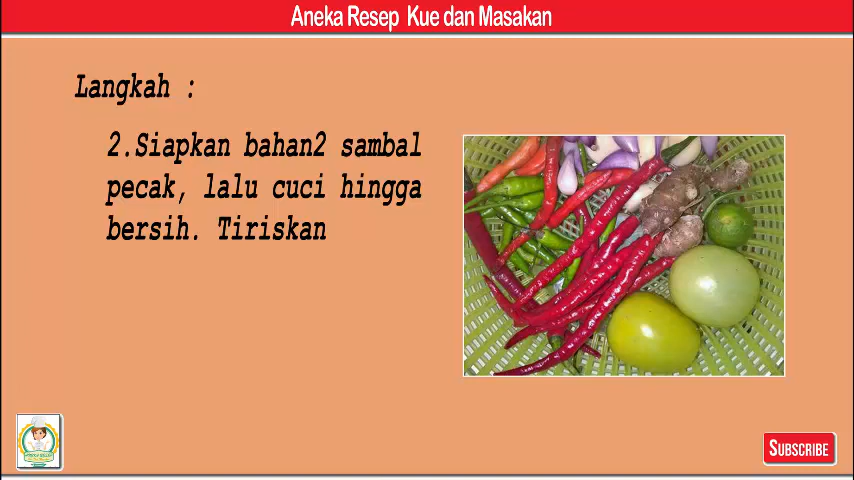 Aneka Resep Kue dan Masakan
Langkah :
2.Siapkan bahan2 sambal
pecak, lalu cuci hingga
bersih. Tiriskan
SUBSCRIBE